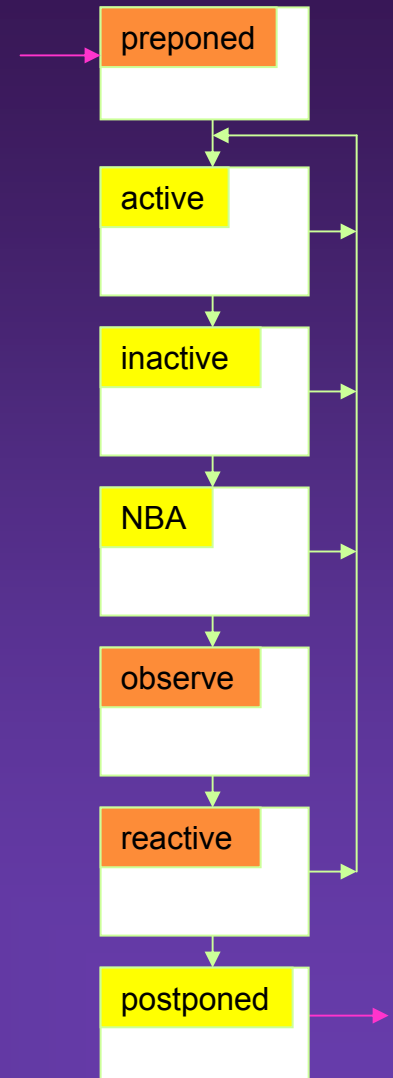 preponed
active
inactive
NBA
observe
reactive
postponed